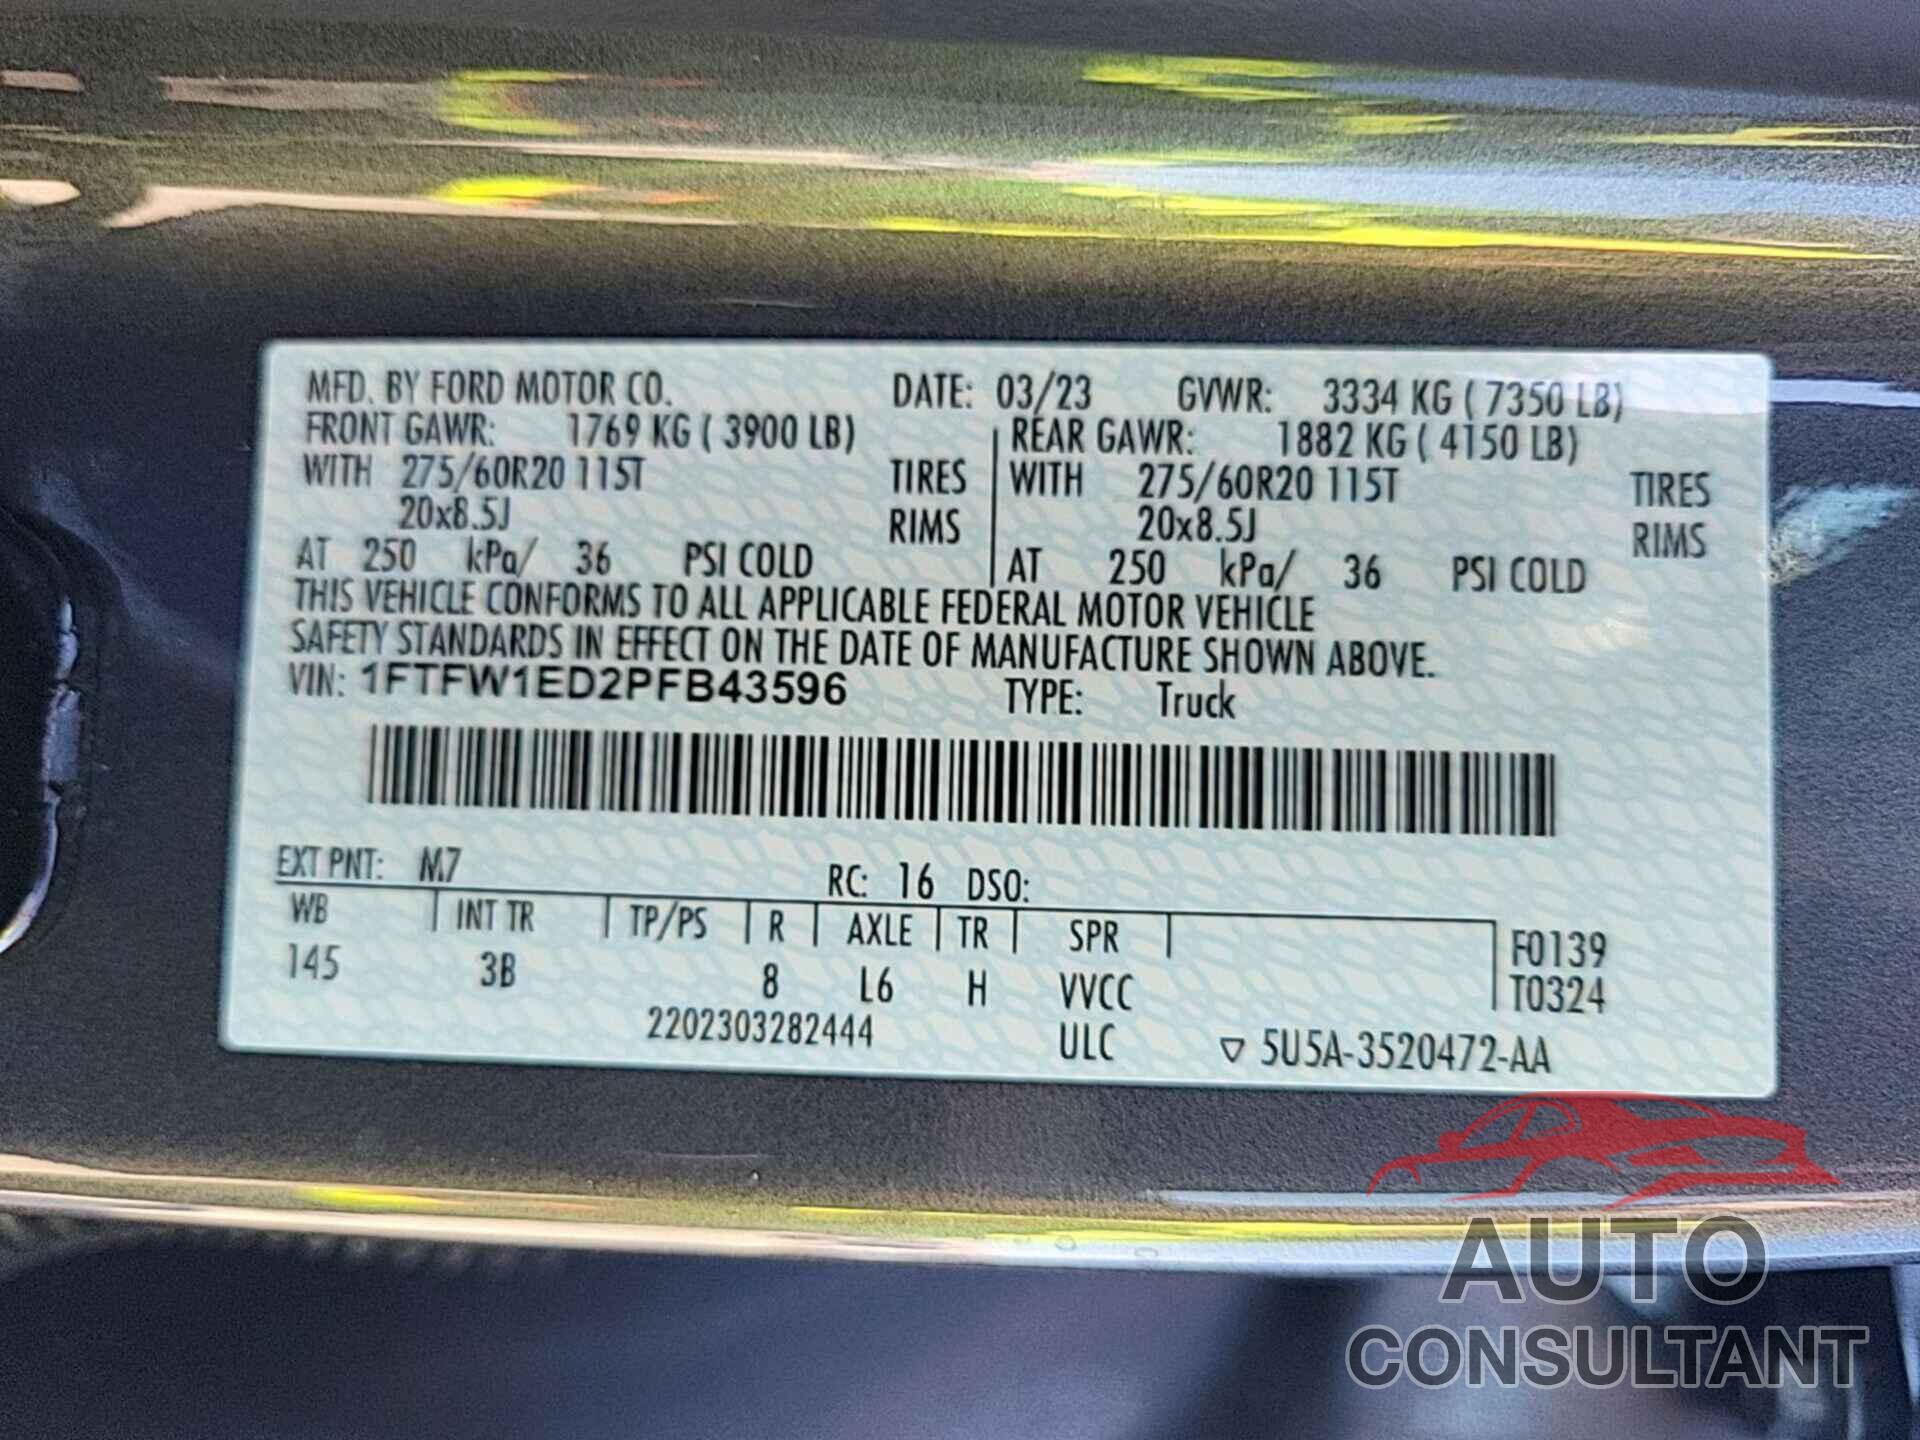 MFD. BY FORD MOTOR CO. DATE: 03/23 GVWR: 3334 KG ( 7350 LB)
FRONT GAWR: 1769 KG ( 3900 LB) REAR GAWR: 1882 KG ( 4150 LB)
WITH 275/60R20 115T TIRES WITH 275/60R20 115T TIRES
20x8.5J RIMS 20x8.5J RIMS
AT 250 kPa/ 36 PSI COLD AT 250 kPa/ 36 PSI COLD
THIS VEHICLE CONFORMS TO ALL APPLICABLE FEDERAL MOTOR VEHICLE
SAFETY STANDARDS IN EFFECT ON THE DATE OF MANUFACTURE SHOWN ABOVE.
VIN: 1FTFW1ED2PFB43596 TYPE: Truck
EXT PNT: M7 RC: 16 DSO:
WB INT TR TP/PS R AXLE TR SPR F0139
145 3B 8 L6 H VVCC T0324
2202303282444 ULC ▽ 5U5A-3520472-AA
AUTO
CONSULTANT